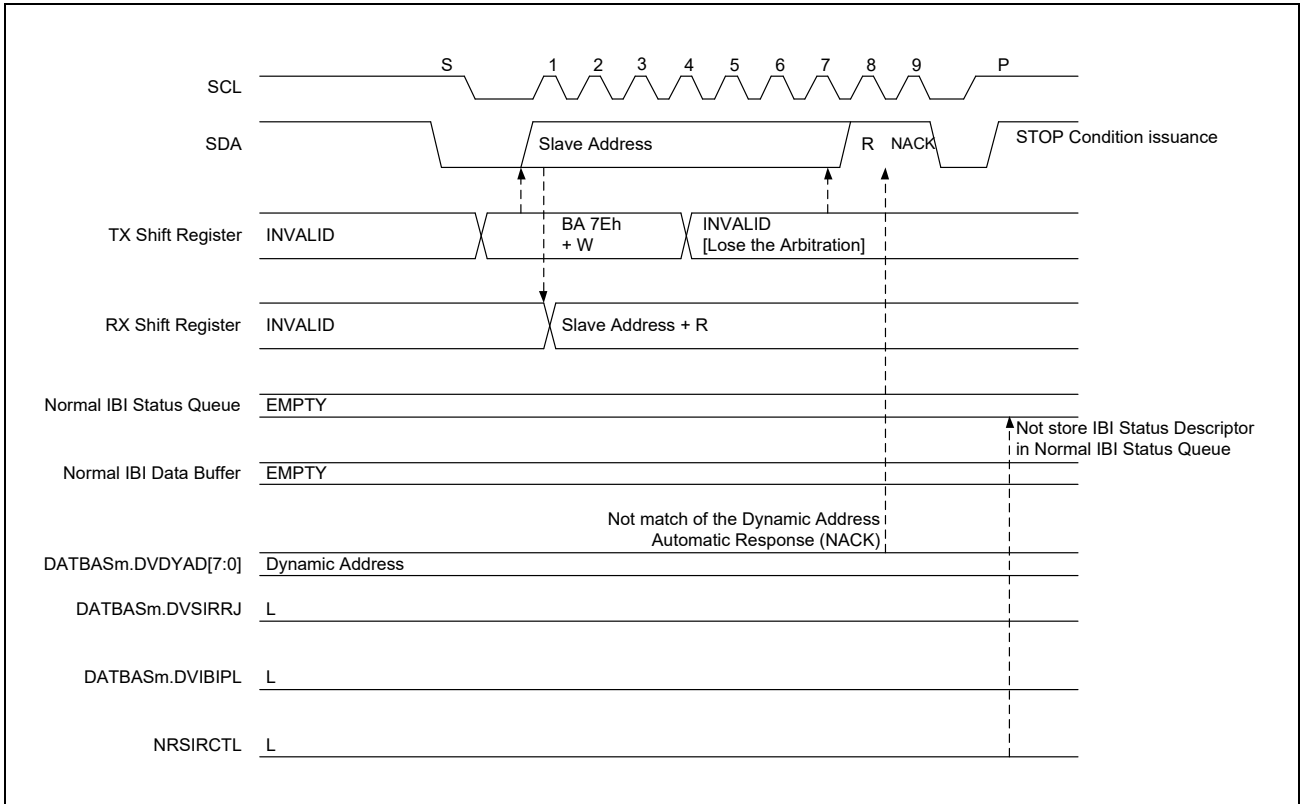 S 1 2 3 4 5 6 7 8 9 P
SCL
SDA Slave Address R NACK STOP Condition issuance
TX Shift Register INVALID BA 7Eh INVALID
+ W [Lose the Arbitration]
RX Shift Register INVALID Slave Address + R
Normal IBI Status Queue EMPTY
Not store IBI Status Descriptor
in Normal IBI Status Queue
Normal IBI Data Buffer EMPTY
Not match of the Dynamic Address
Automatic Response (NACK)
DATBASm.DVDYAD[7:0] Dynamic Address
DATBASm.DVSIRRJ L
DATBASm.DVIBIPL L
NRSIRCTL L